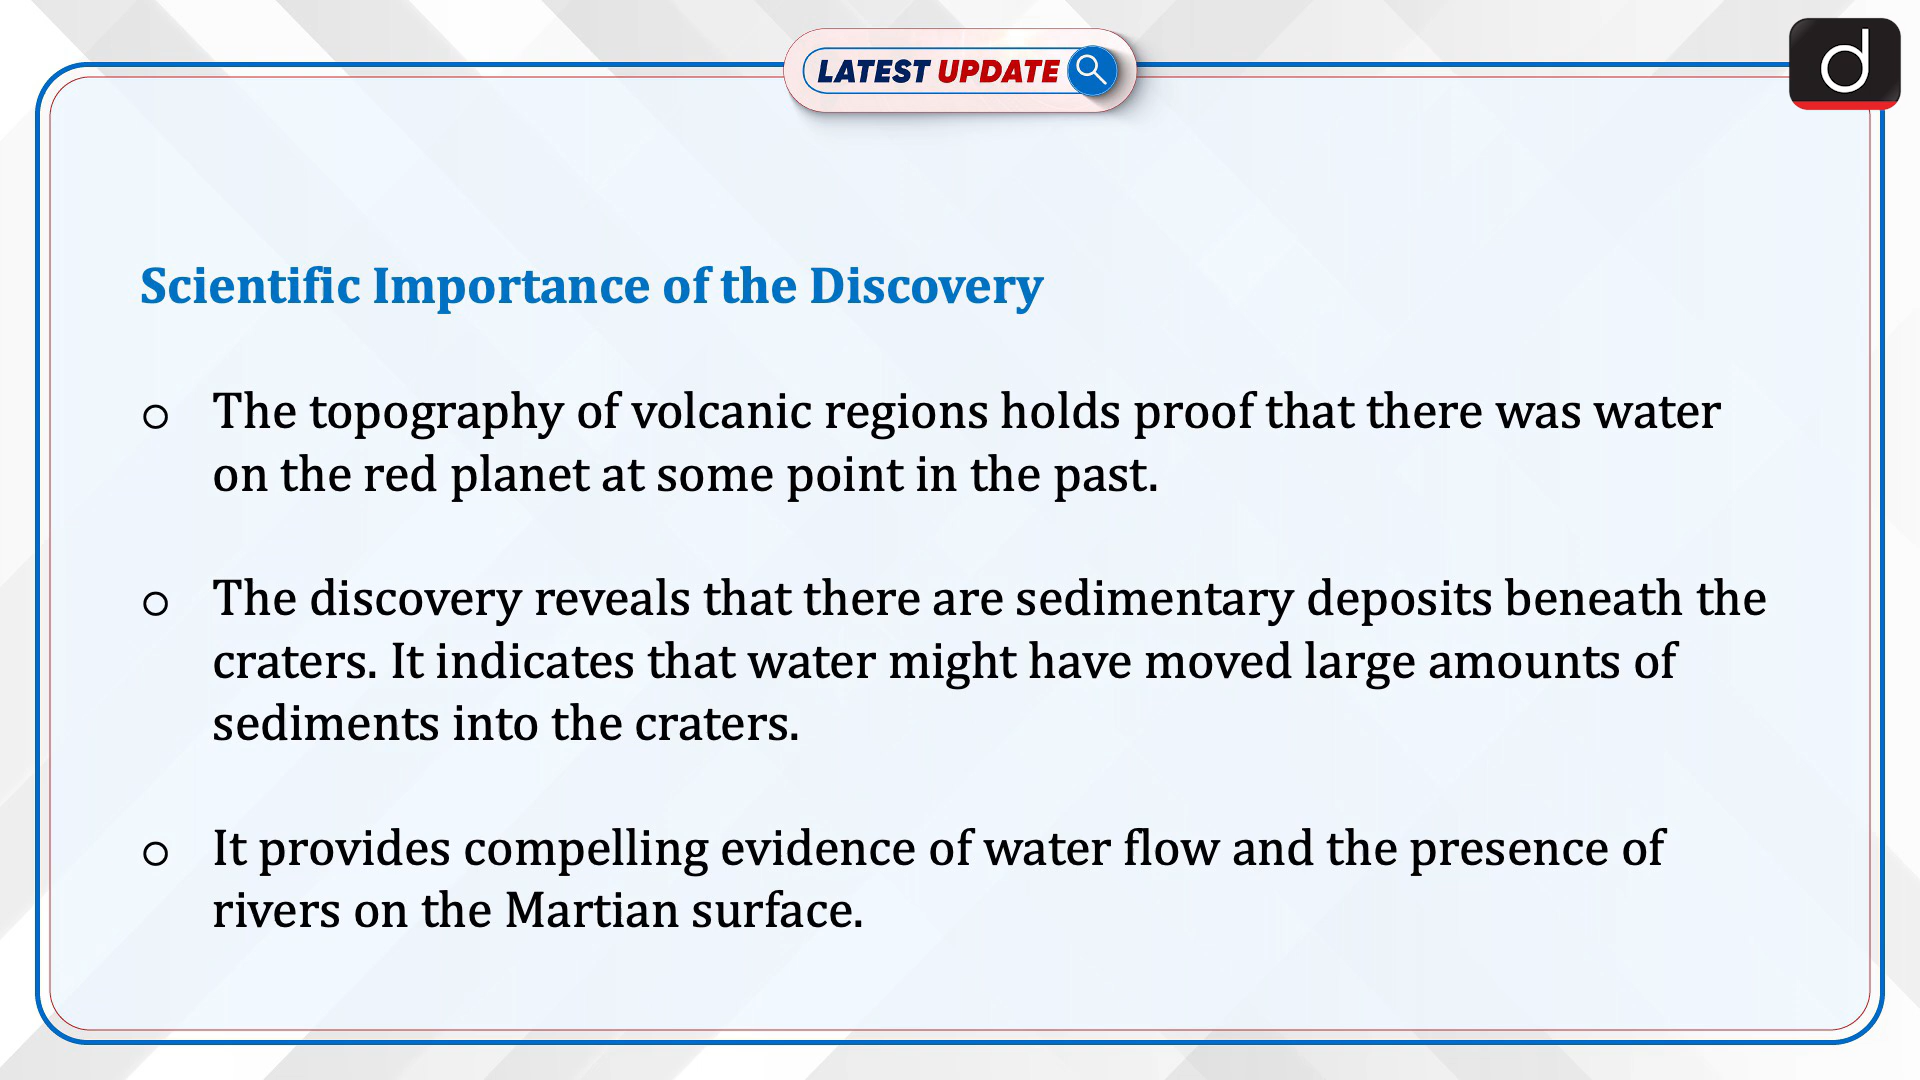 LATEST UPDATE
d
Scientific Importance of the Discovery
○ The topography of volcanic regions holds proof that there was water
on the red planet at some point in the past.
○ The discovery reveals that there are sedimentary deposits beneath the
craters. It indicates that water might have moved large amounts of
sediments into the craters.
○ It provides compelling evidence of water flow and the presence of
rivers on the Martian surface.